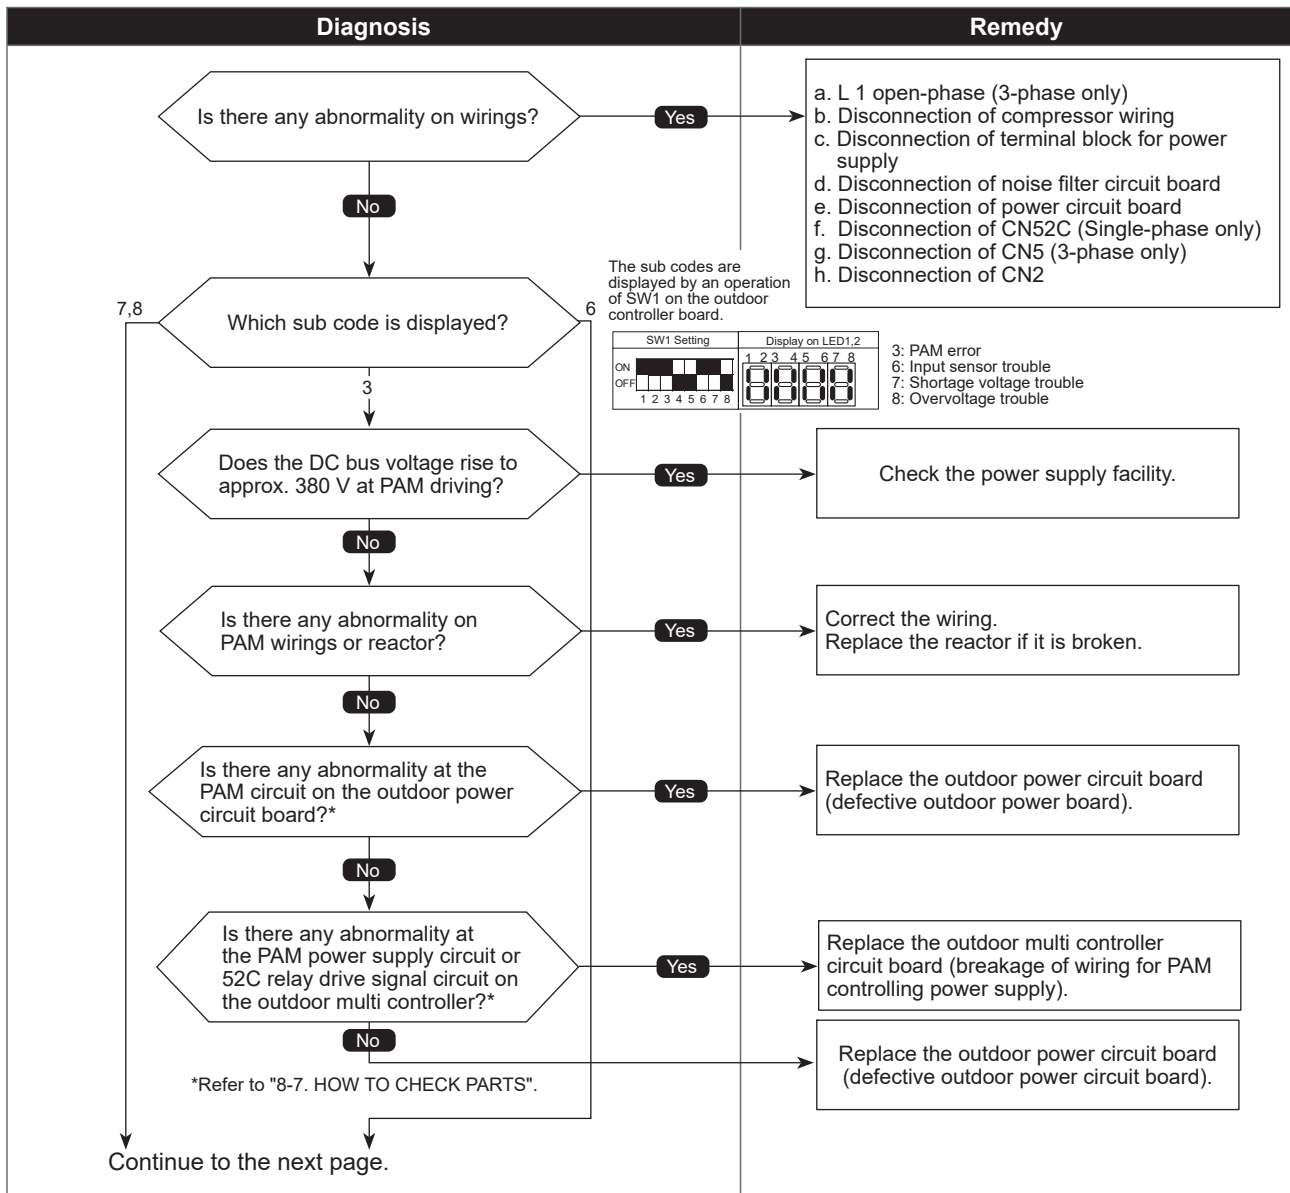 Diagnosis
Remedy
Is there any abnormality on wirings?
Yes
a. L 1 open-phase (3-phase only)
b. Disconnection of compressor wiring
c. Disconnection of terminal block for power
supply
d. Disconnection of noise filter circuit board
e. Disconnection of power circuit board
f. Disconnection of CN52C (Single-phase only)
g. Disconnection of CN5 (3-phase only)
h. Disconnection of CN2
No
The sub codes are
displayed by an operation
of SW1 on the outdoor
controller board.
7,8
Which sub code is displayed?
6
3
SW1 Setting
Display on LED1,2
ON
OFF
1 2 3 4 5 6 7 8
1 2 3 4 5 6 7 8
3: PAM error
6: Input sensor trouble
7: Shortage voltage trouble
8: Overvoltage trouble
Does the DC bus voltage rise to
approx. 380 V at PAM driving?
Yes
Check the power supply facility.
No
Is there any abnormality on
PAM wirings or reactor?
Yes
Correct the wiring.
Replace the reactor if it is broken.
No
Is there any abnormality at the
PAM circuit on the outdoor power
circuit board?*
Yes
Replace the outdoor power circuit board
(defective outdoor power board).
No
Is there any abnormality at
the PAM power supply circuit or
52C relay drive signal circuit on
the outdoor multi controller?*
Yes
Replace the outdoor multi controller
circuit board (breakage of wiring for PAM
controlling power supply).
No
Replace the outdoor power circuit board
(defective outdoor power circuit board).
*Refer to "8-7. HOW TO CHECK PARTS".
Continue to the next page.